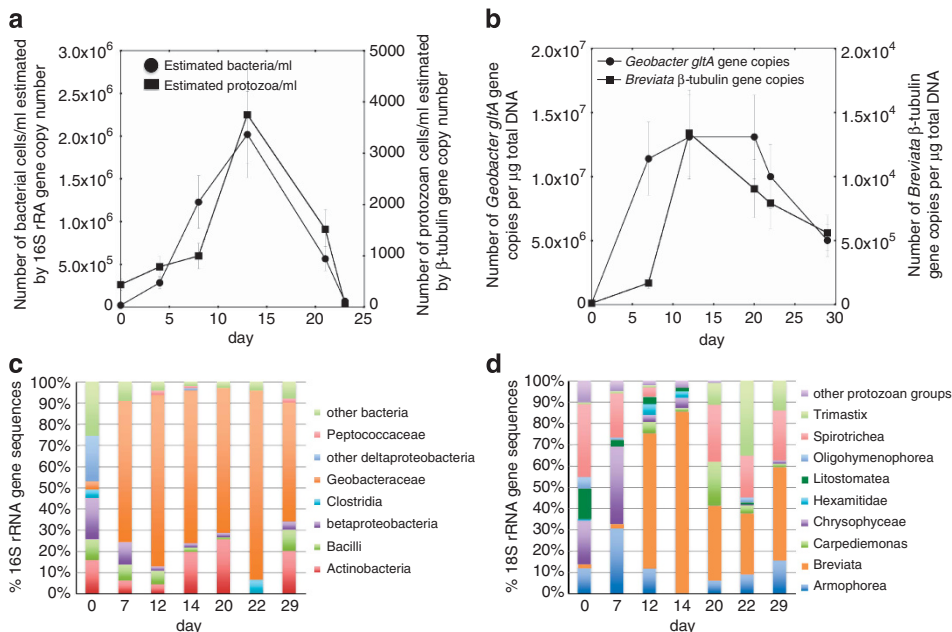 a
Number of bacterial cells/ml estimated
by 16S rRA gene copy number
3.0x10⁶
2.5x10⁶
2.0x10⁶
1.5x10⁶
1.0x10⁶
5.0x10⁵
0
Estimated bacteria/ml
Estimated protozoa/ml
5000
4000
3000
2000
1000
0
Number of protozoan cells/ml estimated
by β-tubulin gene copy number
0 5 10 15 20 25
day
b
Number of Geobacter gltA gene
copies per µg total DNA
2.0x10⁷
1.5x10⁷
1.0x10⁷
5.0x10⁶
0
Geobacter gltA gene copies
Breviata β-tubulin gene copies
2.0x10⁴
1.5x10⁴
1.0x10⁴
5.0x10⁵
0
Number of Breviata β-tubulin
gene copies per µg total DNA
0 5 10 15 20 25 30
day
c
% 16S rRNA gene sequences
100%
90%
80%
70%
60%
50%
40%
30%
20%
10%
0%
0 7 12 14 20 22 29
day
other bacteria
Peptococcaceae
other deltaproteobacteria
Geobacteraceae
Clostridia
betaproteobacteria
Bacilli
Actinobacteria
d
% 18S rRNA gene sequences
100%
90%
80%
70%
60%
50%
40%
30%
20%
10%
0%
0 7 12 14 20 22 29
day
other protozoan groups
Trimastix
Spirotrichea
Oligohymenophorea
Litostomatea
Hexamitidae
Chrysophyceae
Carpediemonas
Breviata
Armophorea